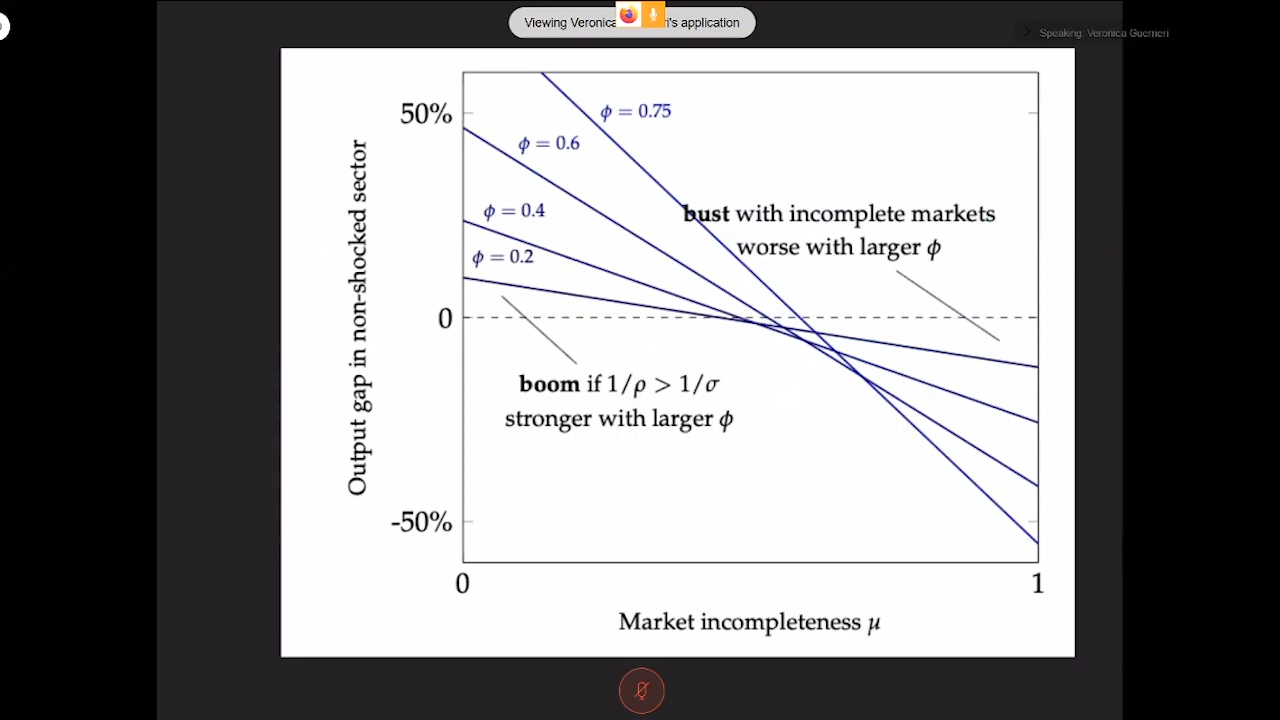 Viewing Veronica 's application
Speaking: Veronica Guerrieri
50%
ϕ = 0.75
ϕ = 0.6
ϕ = 0.4
ϕ = 0.2
bust with incomplete markets
worse with larger ϕ
0
boom if 1/ρ > 1/σ
stronger with larger ϕ
-50%
Output gap in non-shocked sector
0
1
Market incompleteness μ